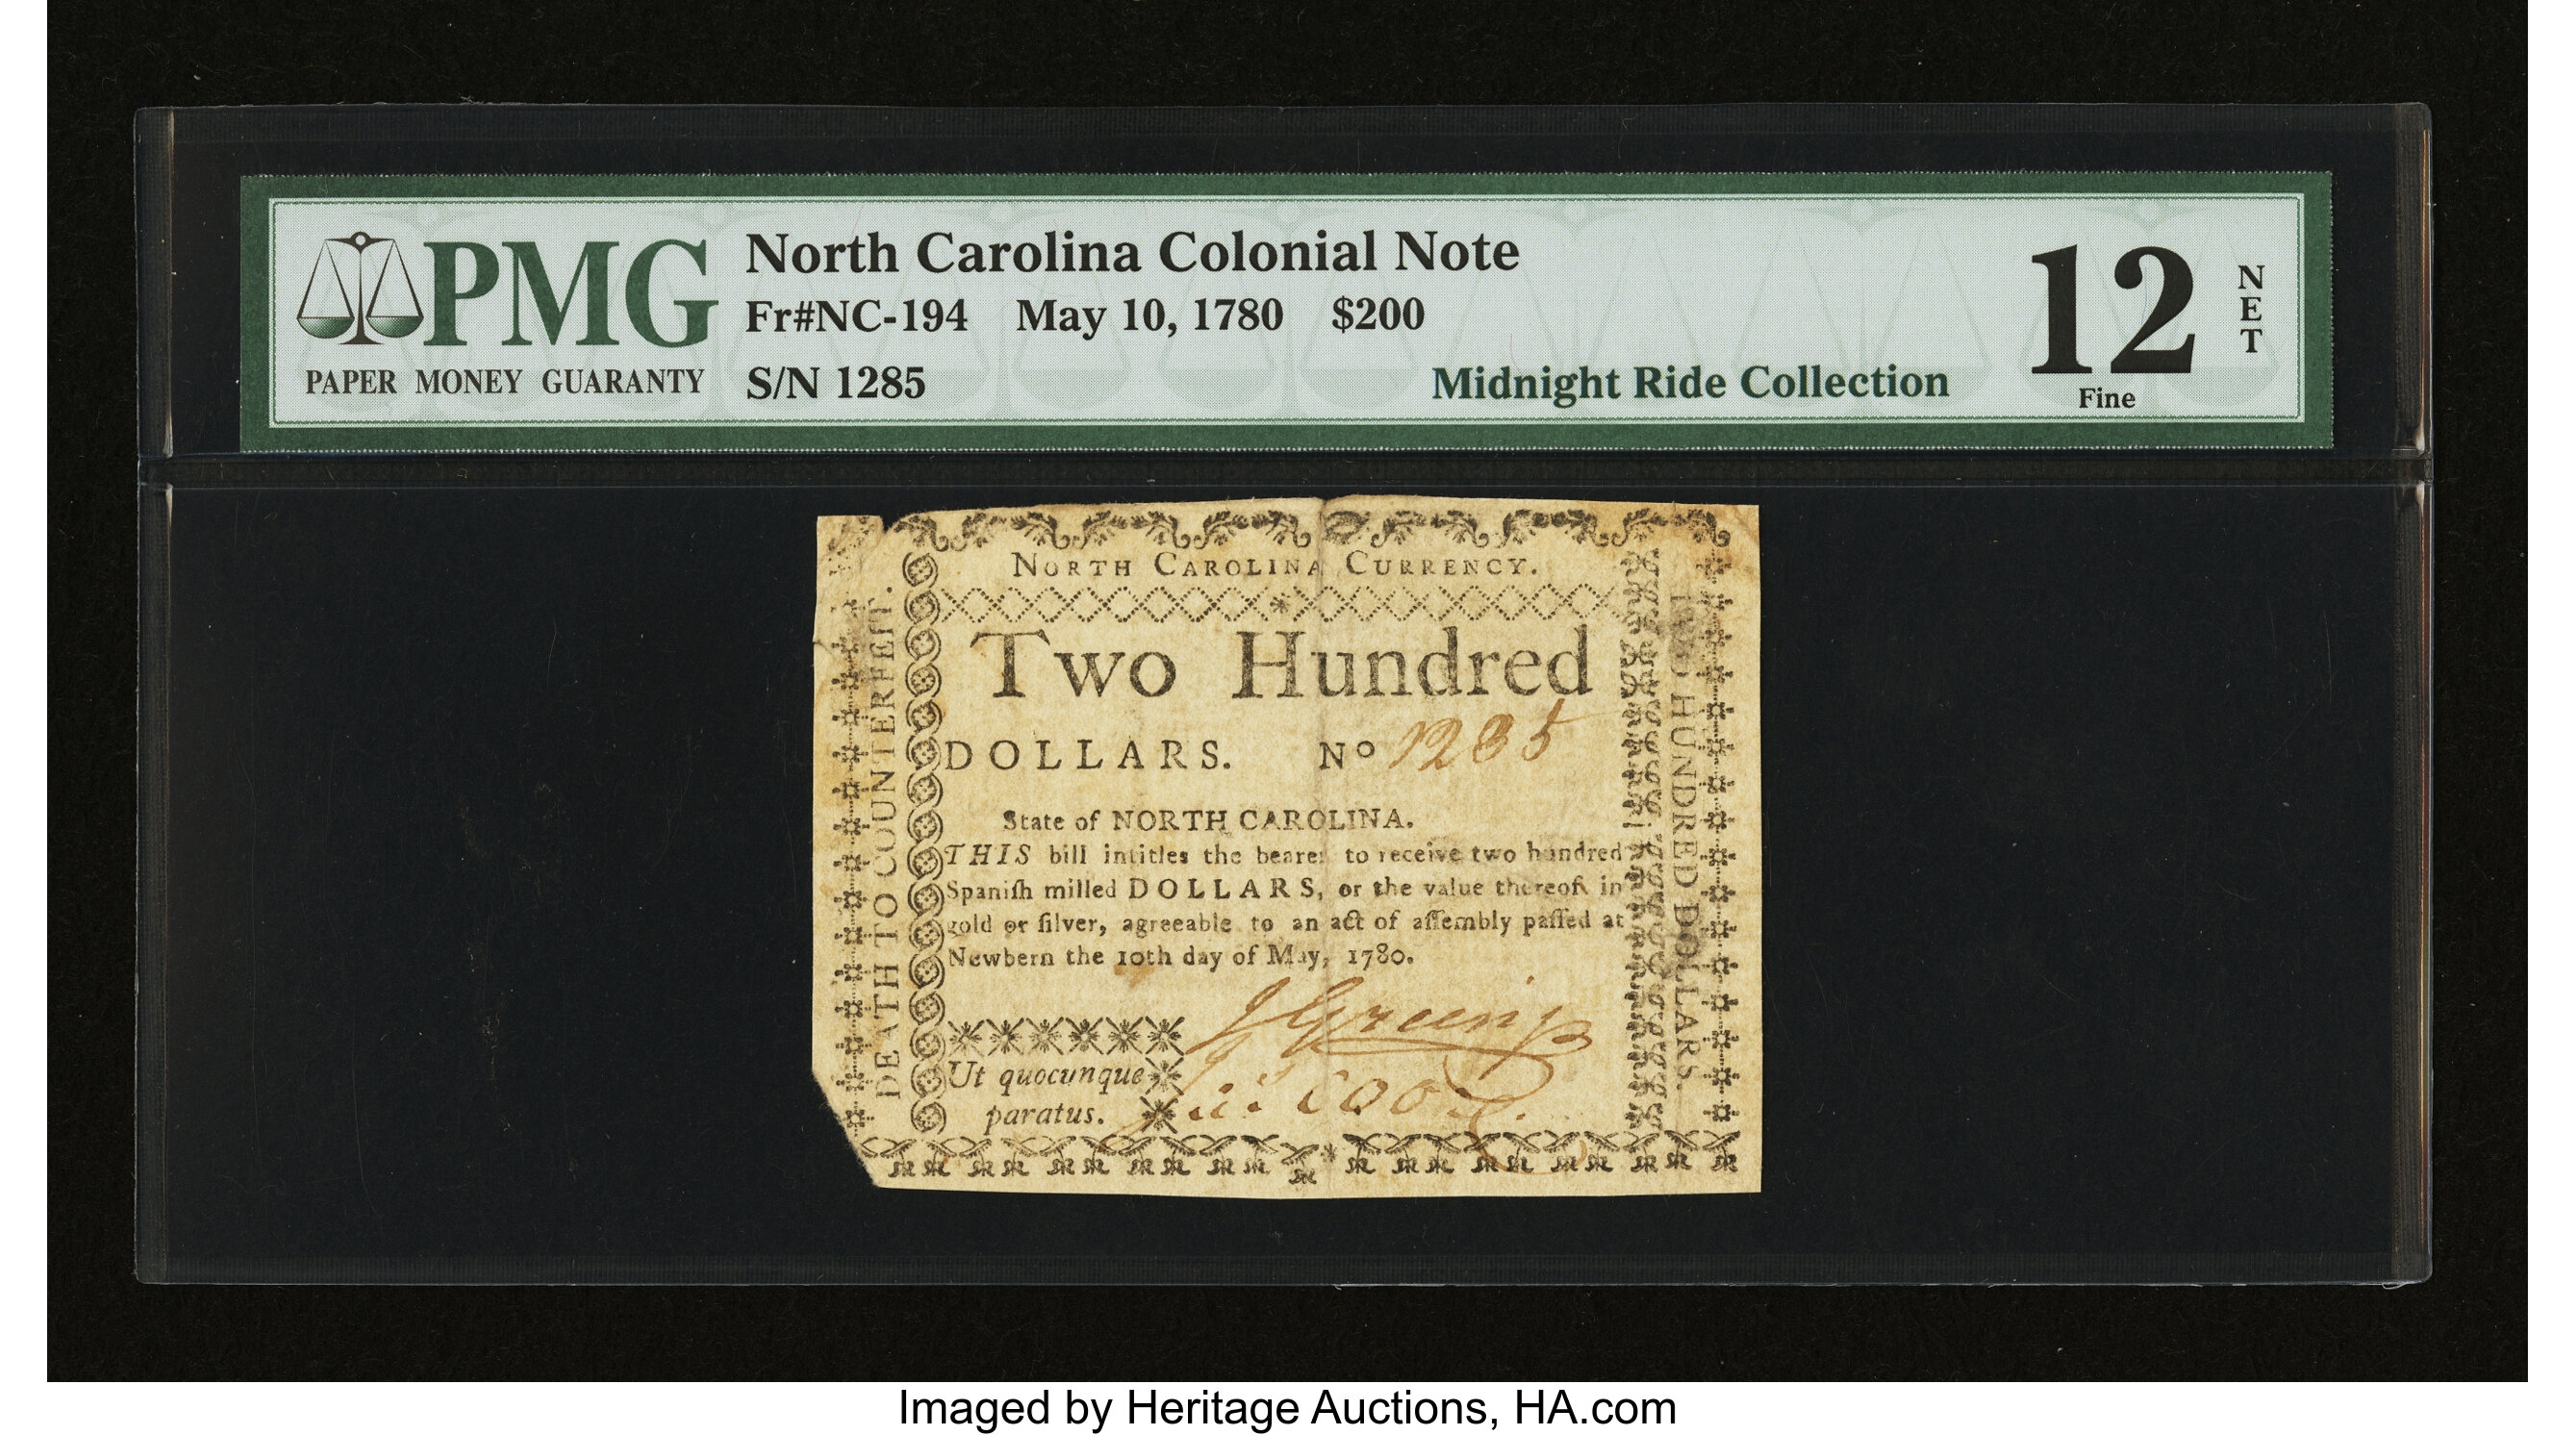 PMG
PAPER MONEY GUARANTY
North Carolina Colonial Note
Fr#NC-194 May 10, 1780 $200
S/N 1285
Midnight Ride Collection
12
NET
Fine
NORTH CAROLINA CURRENCY.
Two Hundred
DOLLARS. No 1285
State of NORTH CAROLINA.
THIS bill intitles the bearer to receive two hundred
Spaniſh milled DOLLARS, or the value thereof, in
gold or ſilver, agreeable to an act of aſſembly paſſed at
Newbern the 10th day of May, 1780.
J Green
Ut quocunque
paratus.
DEATH TO COUNTERFEIT.
TWO HUNDRED DOLLARS.
Imaged by Heritage Auctions, HA.com